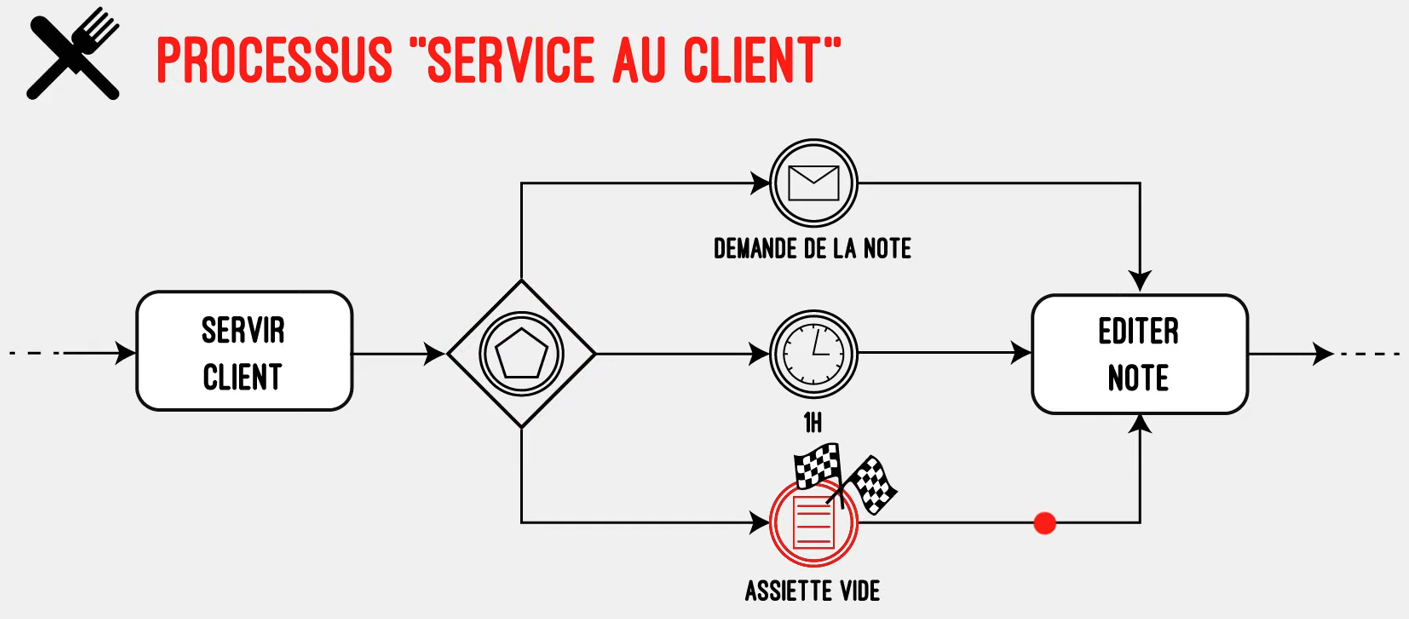 PROCESSUS "SERVICE AU CLIENT"
DEMANDE DE LA NOTE
SERVIR
CLIENT
EDITER
NOTE
1H
ASSIETTE VIDE